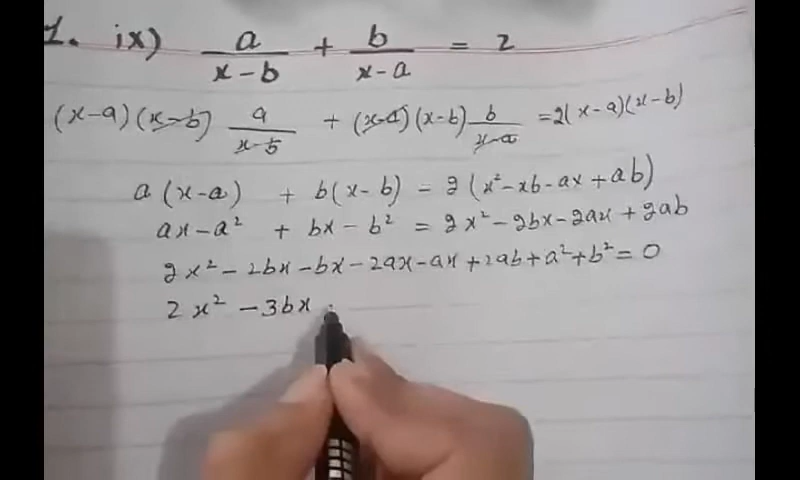 1. ix) a/(x-b) + b/(x-a) = 2
(x-a)(x-b) a/(x-b) + (x-a)(x-b) b/(x-a) = 2(x-a)(x-b)
a(x-a) + b(x-b) = 2(x² - xb - ax + ab)
ax - a² + bx - b² = 2x² - 2bx - 2ax + 2ab
2x² - 2bx - bx - 2ax - ax + 2ab + a² + b² = 0
2x² - 3bx